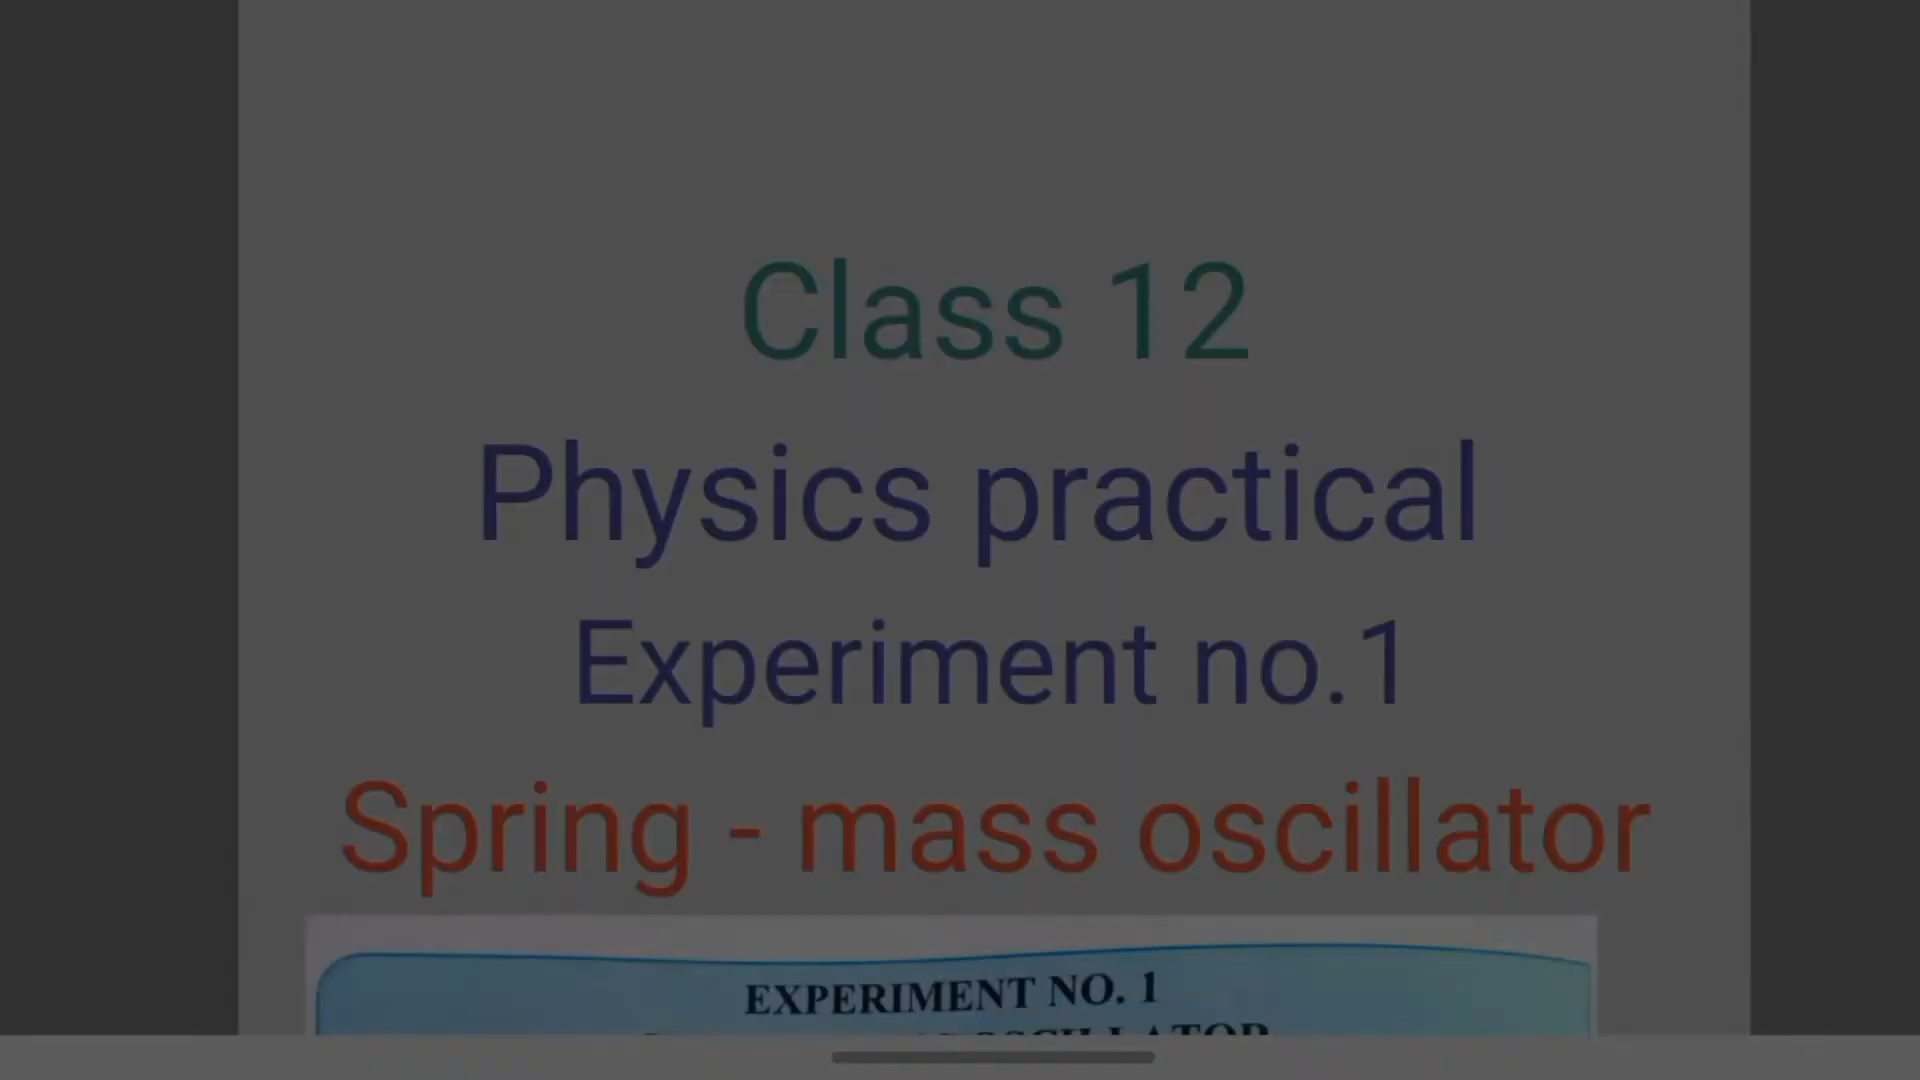 Class 12
Physics practical
Experiment no.1
Spring - mass oscillator
EXPERIMENT NO. 1